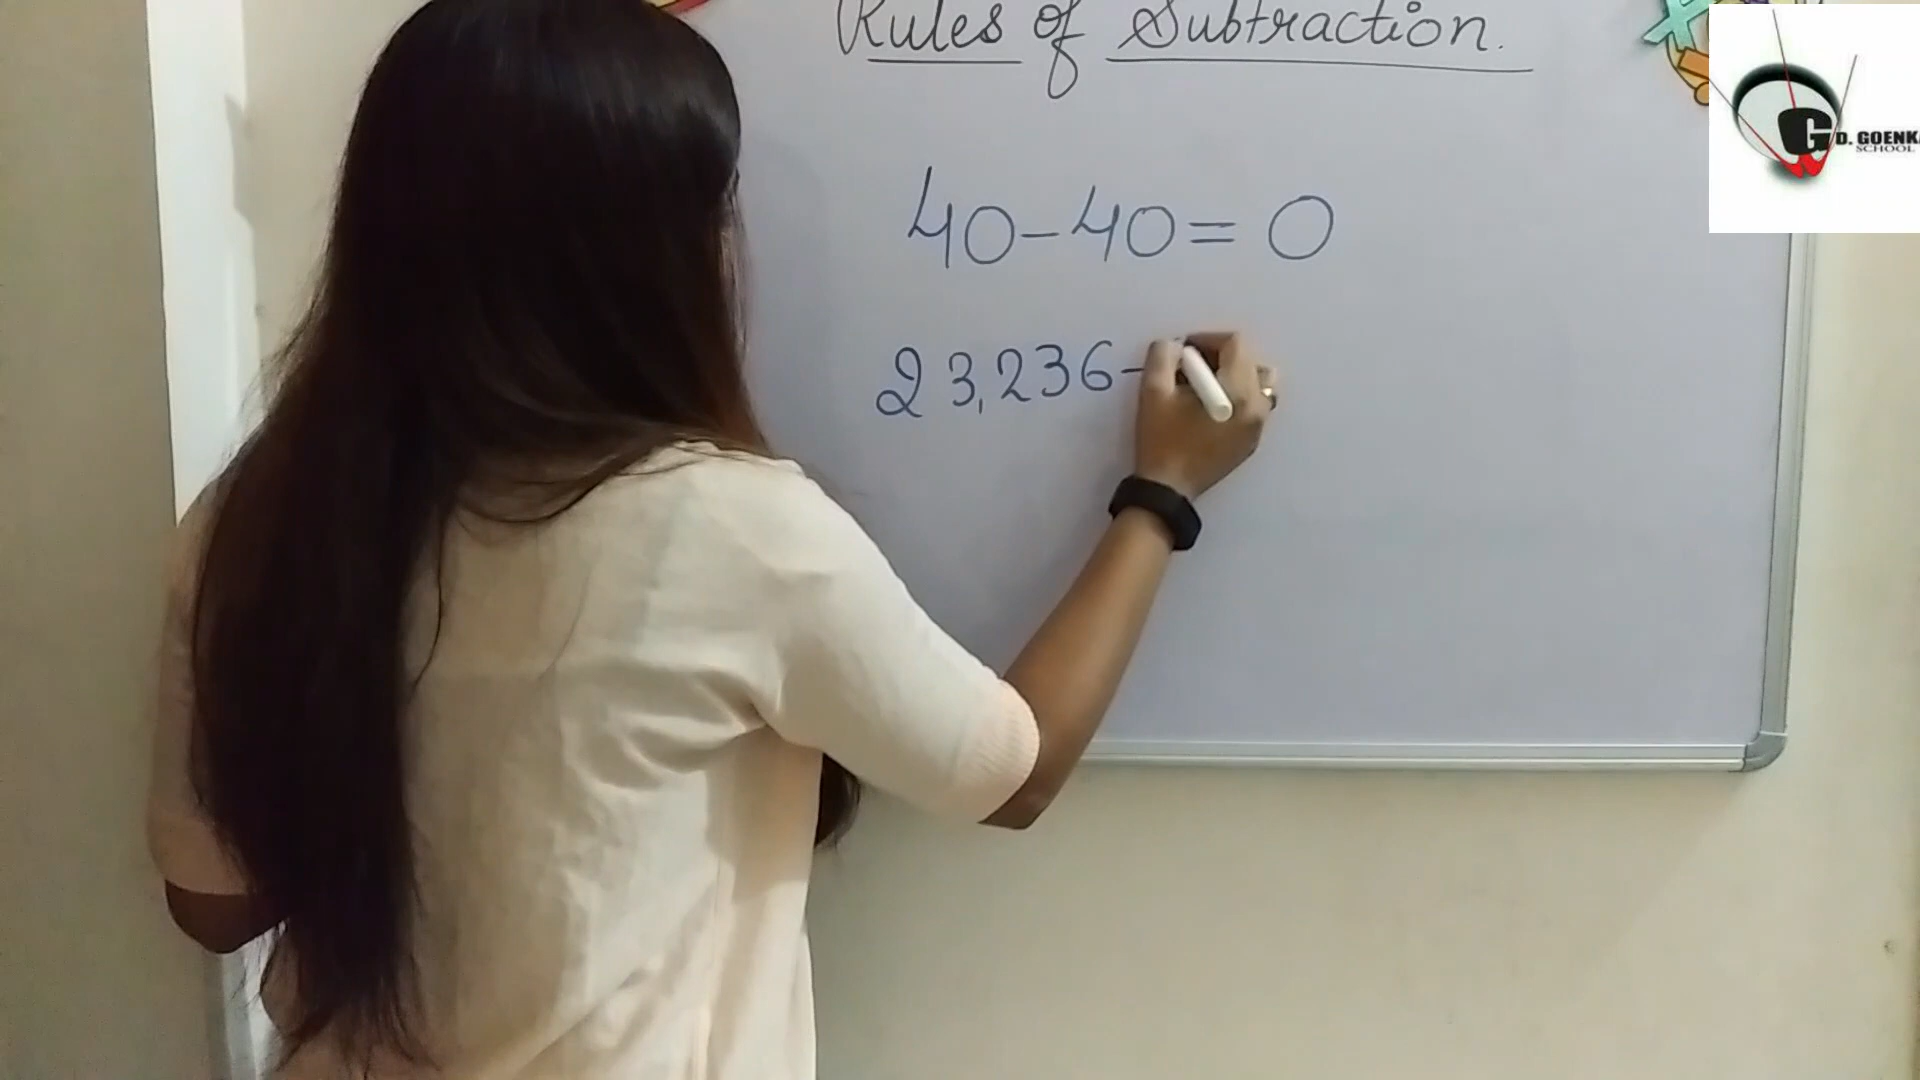 Rules of Subtraction.
40-40= 0
23,236-
G D. GOENKA
SCHOOL